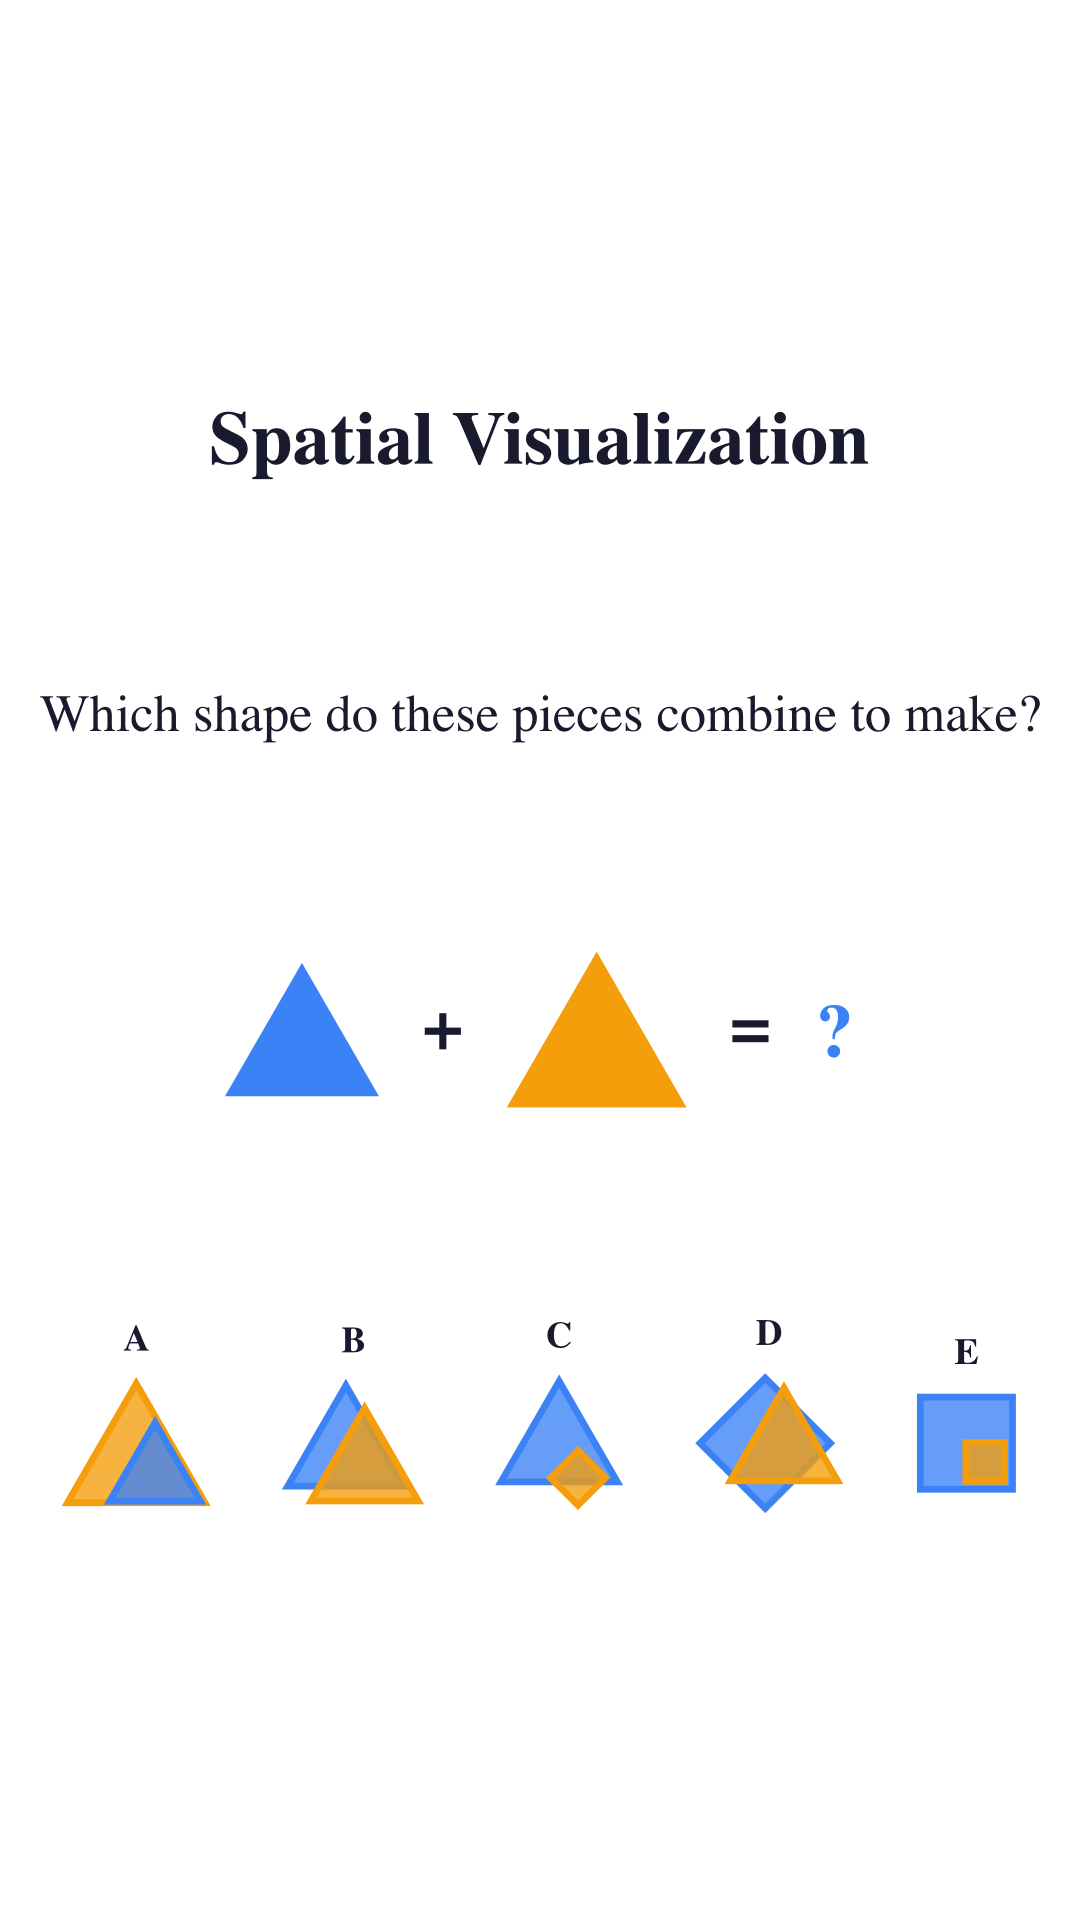 Spatial Visualization
Which shape do these pieces combine to make?
+ = ?
A B C D E